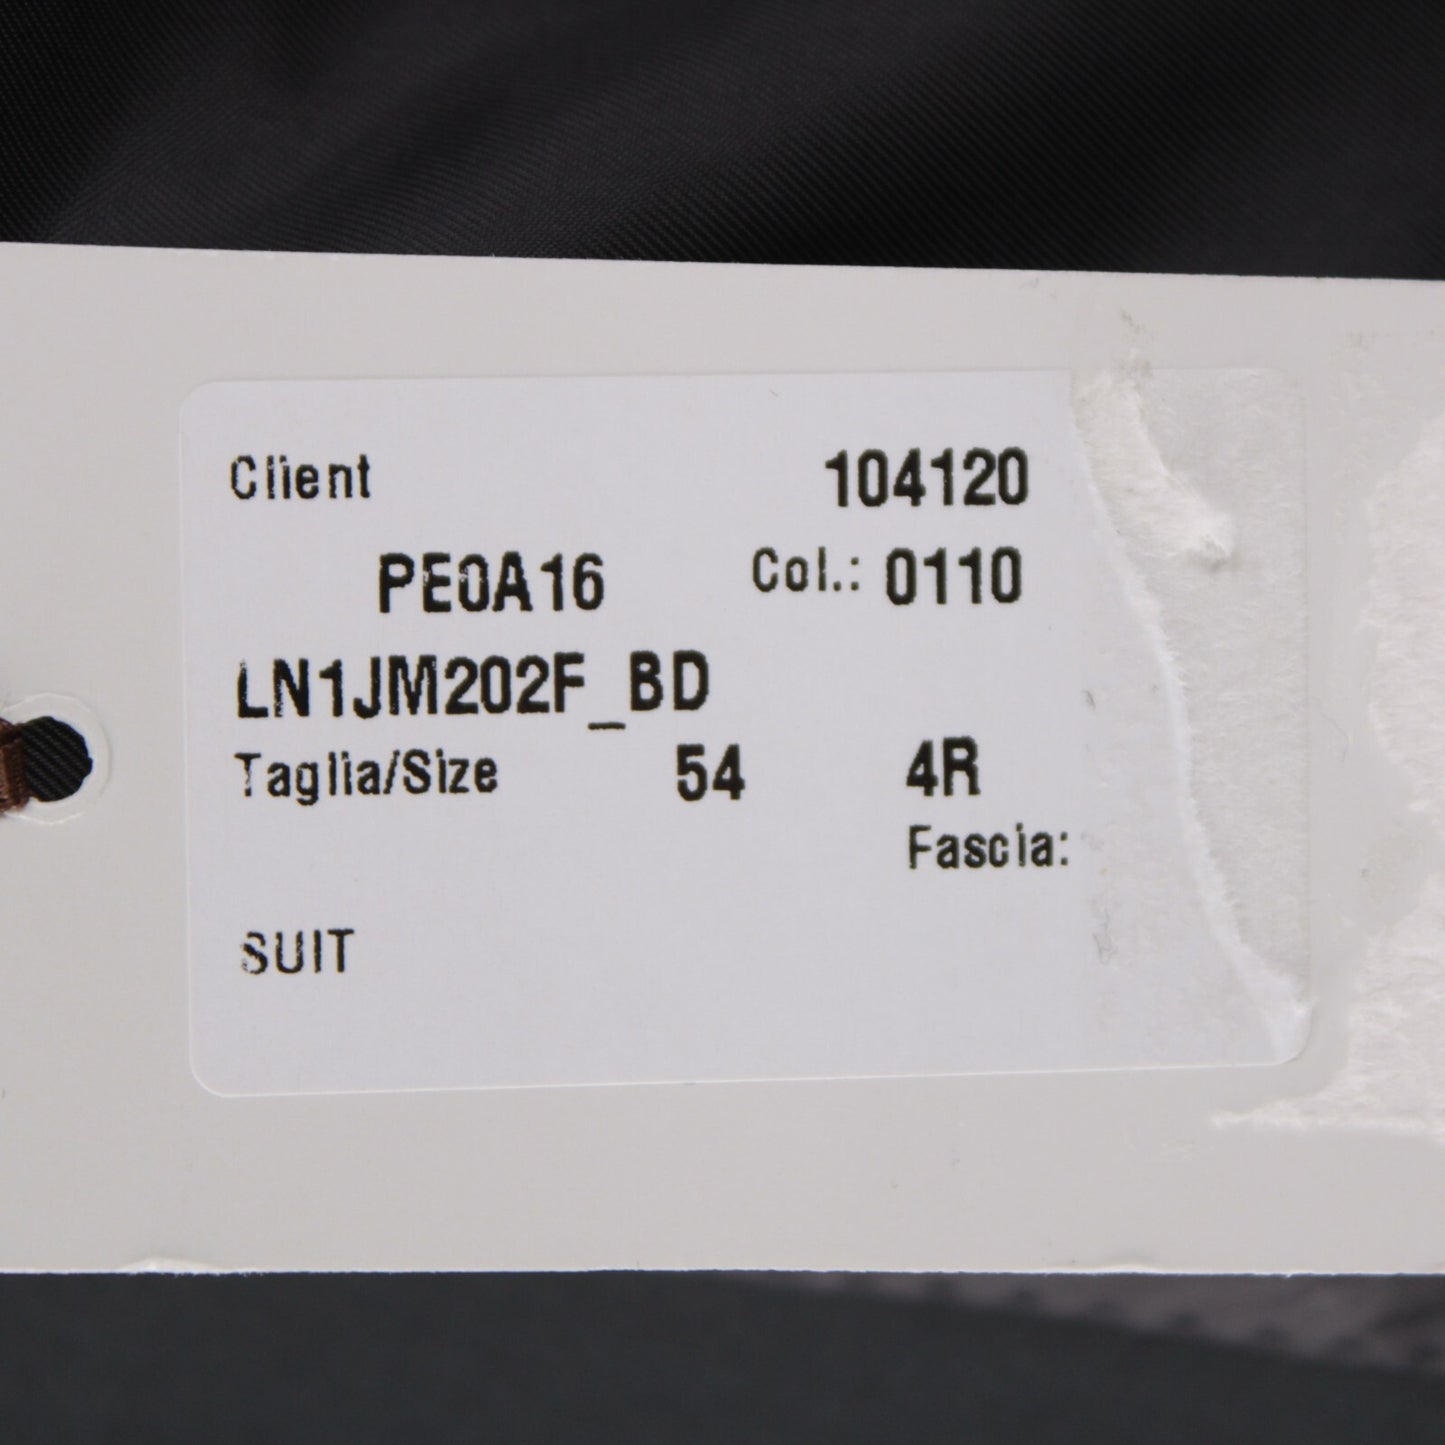 Client 104120
PE0A16 Col.: 0110
LN1JM202F_BD
Taglia/Size 54 4R
Fascia:
SUIT